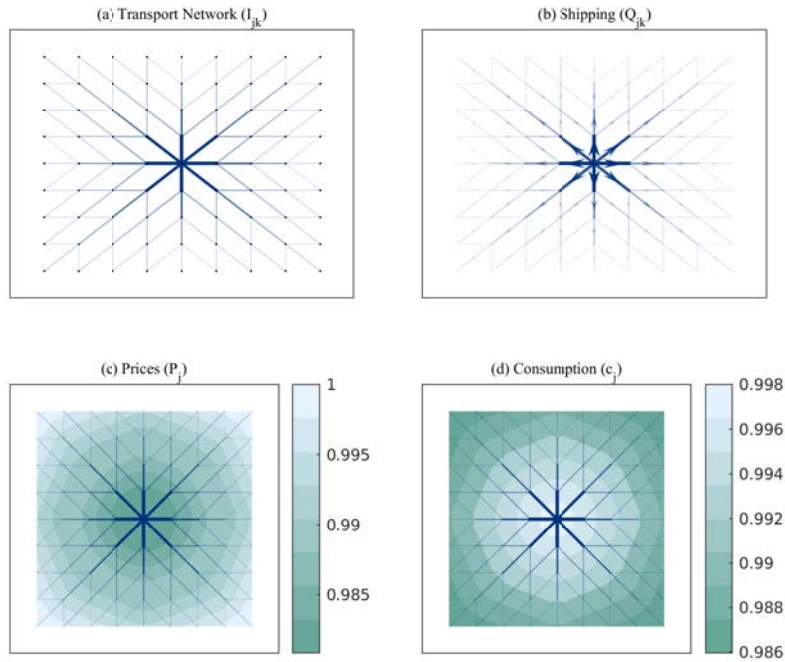 (a) Transport Network (I_jk)
(b) Shipping (Q_jk)
(c) Prices (P_j)
(d) Consumption (c_j)
1
0.995
0.99
0.985
0.998
0.996
0.994
0.992
0.99
0.988
0.986